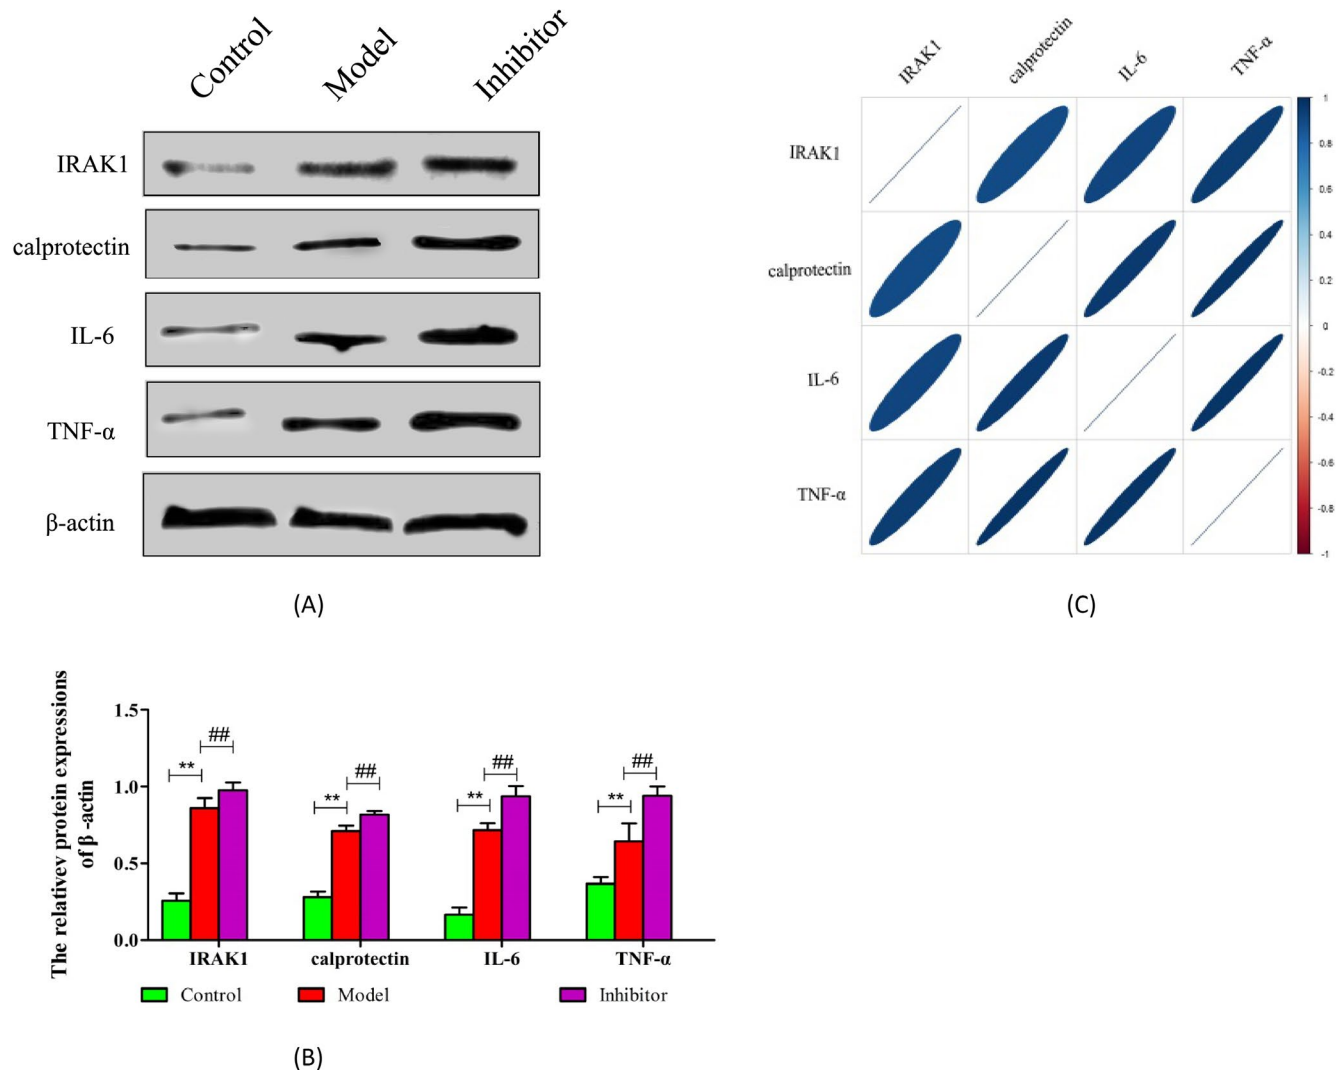 Control Model Inhibitor
IRAK1
calprotectin
IL-6
TNF-α
β-actin
(A)
IRAK1 calprotectin IL-6 TNF-α
IRAK1
calprotectin
IL-6
TNF-α
1
0.8
0.6
0.4
0.2
0
-0.2
-0.4
-0.6
-0.8
-1
(C)
The relativev protein expressions
of β -actin
1.5
1.0
0.5
0.0
** ##
** ##
** ##
** ##
IRAK1 calprotectin IL-6 TNF-α
Control Model Inhibitor
(B)